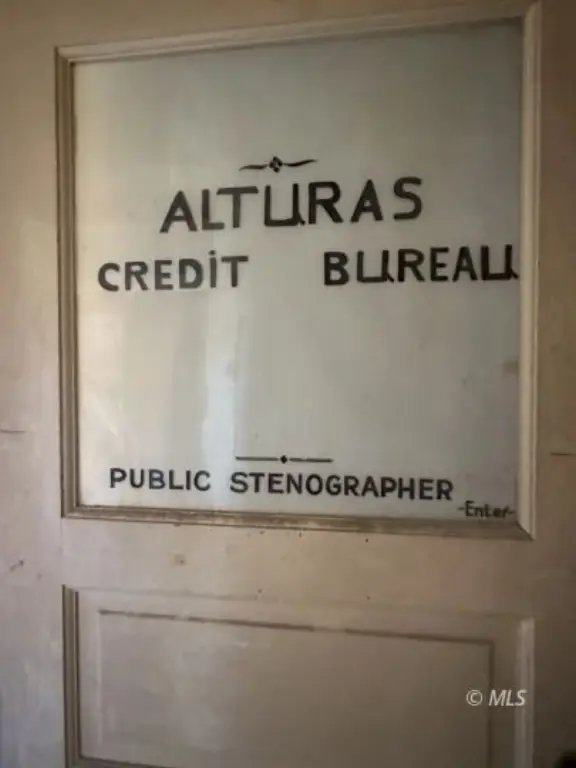 ALTURAS
CREDiT BUREAU
PUBLIC STENOGRAPHER
-Enter-
© MLS